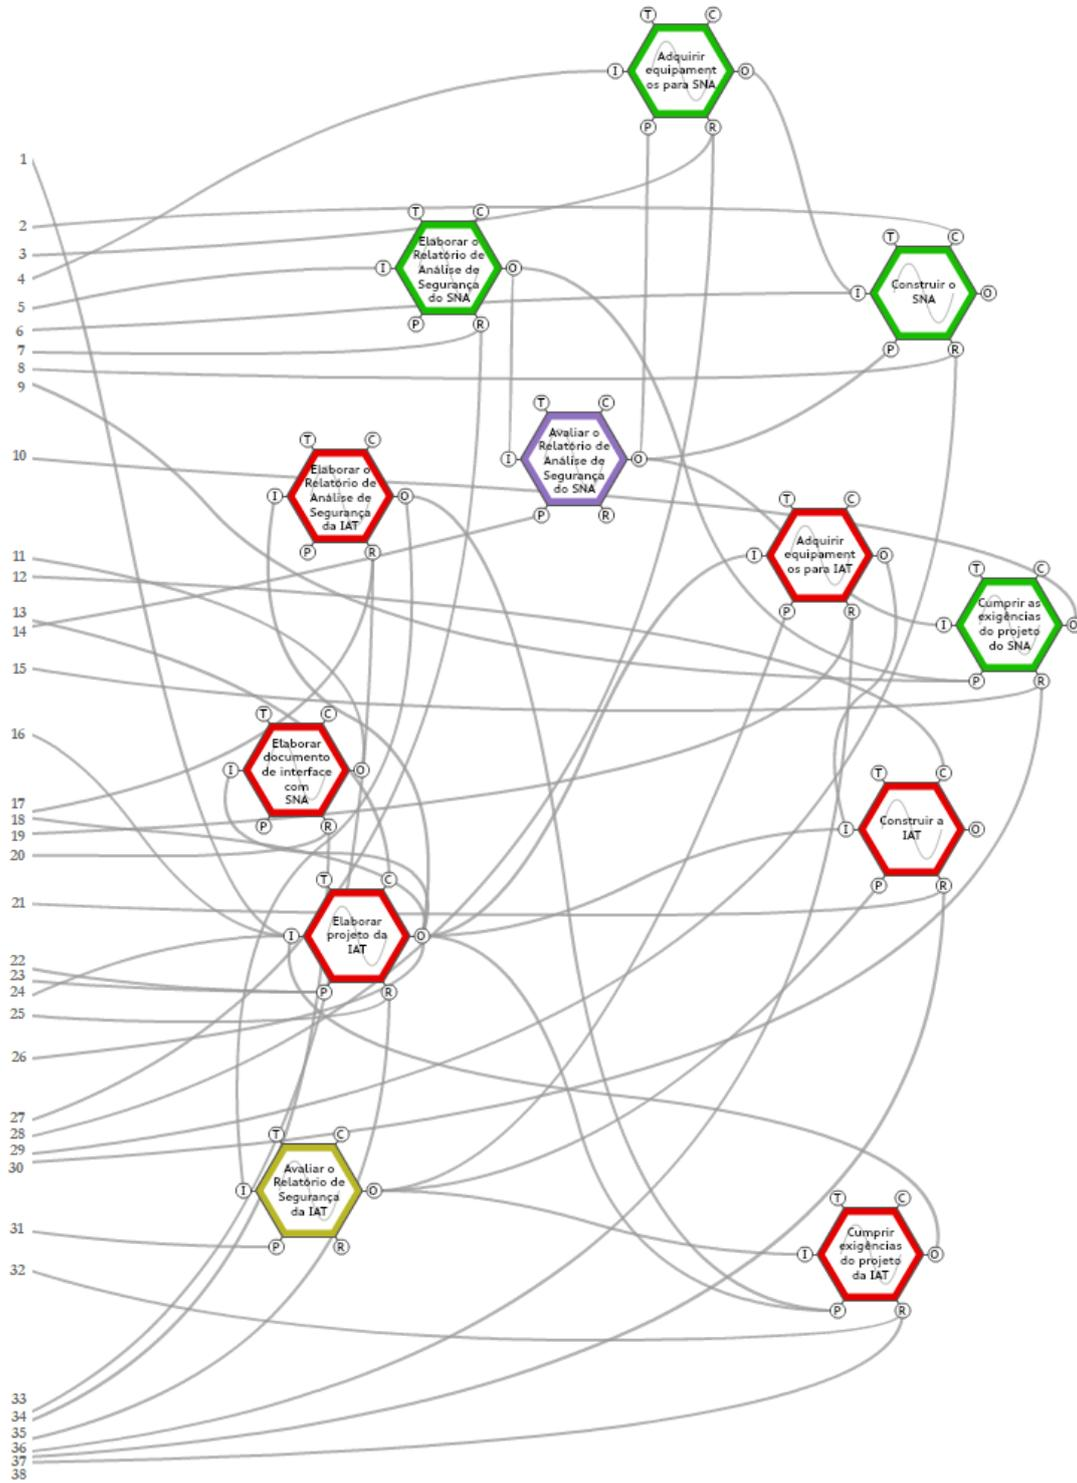 T C
Adquirir
equipament
os para SNA
I O
P R
1
2
3
4
5
6
7
8
9
10
11
12
13
14
15
16
17
18
19
20
21
22
23
24
25
26
27
28
29
30
31
32
33
34
35
36
37
38
T C
Elaborar o
Relatório de
Análise de
Segurança
do SNA
I O
P R
T C
Construir o
SNA
I O
P R
T C
Avaliar o
Relatório de
Análise de
Segurança
do SNA
I O
P R
T C
Elaborar o
Relatório de
Análise de
Segurança
da IAT
I O
P R
T C
Adquirir
equipament
os para IAT
I O
P R
T C
Cumprir as
exigências
do projeto
do SNA
I O
P R
T C
Elaborar
documento
de interface
com
SNA
I O
P R
T C
Construir a
IAT
I O
P R
T C
Elaborar
projeto da
IAT
I O
P R
T C
Avaliar o
Relatório de
Segurança
da IAT
I O
P R
T C
Cumprir
exigências
do projeto
da IAT
I O
P R